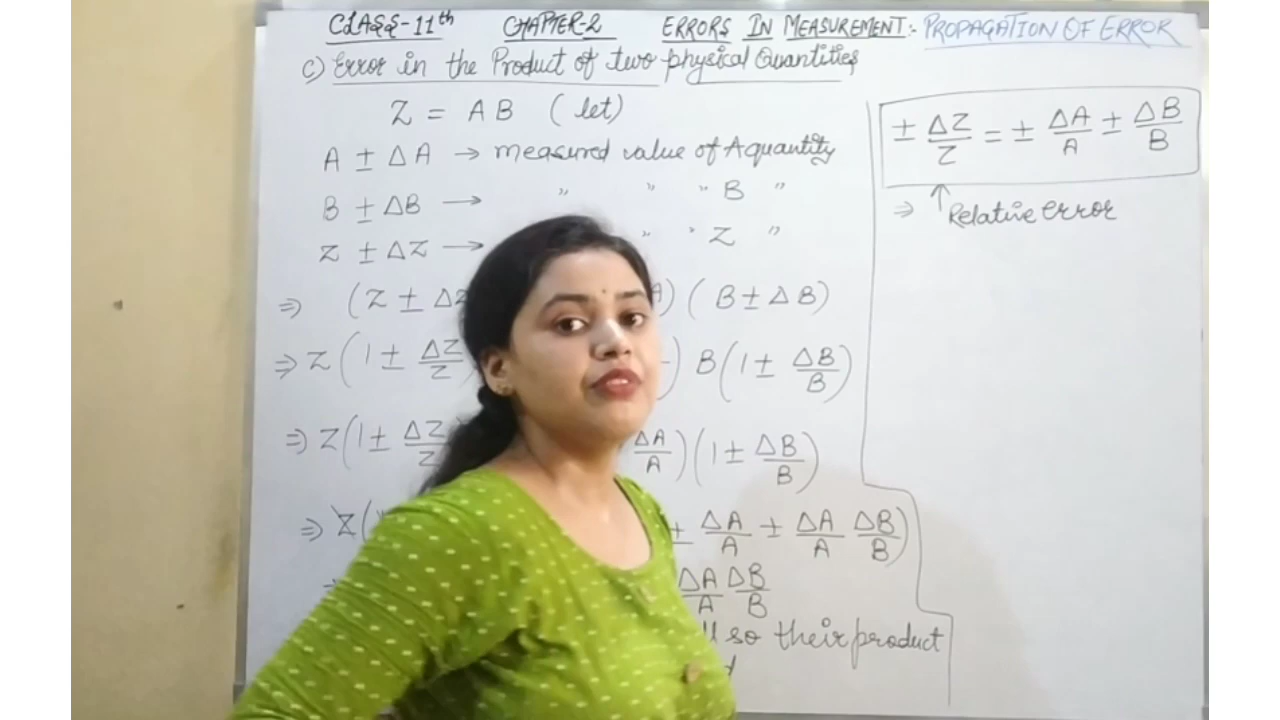 CLASS-11th CHAPTER-2 ERRORS IN MEASUREMENT:- PROPAGATION OF ERROR
c) Error in the Product of two physical Quantities
Z = AB (let)
A ± ΔA → measured value of A quantity
B ± ΔB → " " " B "
Z ± ΔZ → " " Z "
⇒ (Z ± ΔZ A) (B ± ΔB)
⇒ Z(1 ± ΔZ/Z ) B(1 ± ΔB/B)
⇒ Z(1 ± ΔZ/Z ΔA/A)(1 ± ΔB/B)
⇒ Z( ± ΔA/A ± ΔA/A ΔB/B)
ΔA/A ΔB/B
so their product
± ΔZ/Z = ± ΔA/A ± ΔB/B
⇒ ↑ Relative error